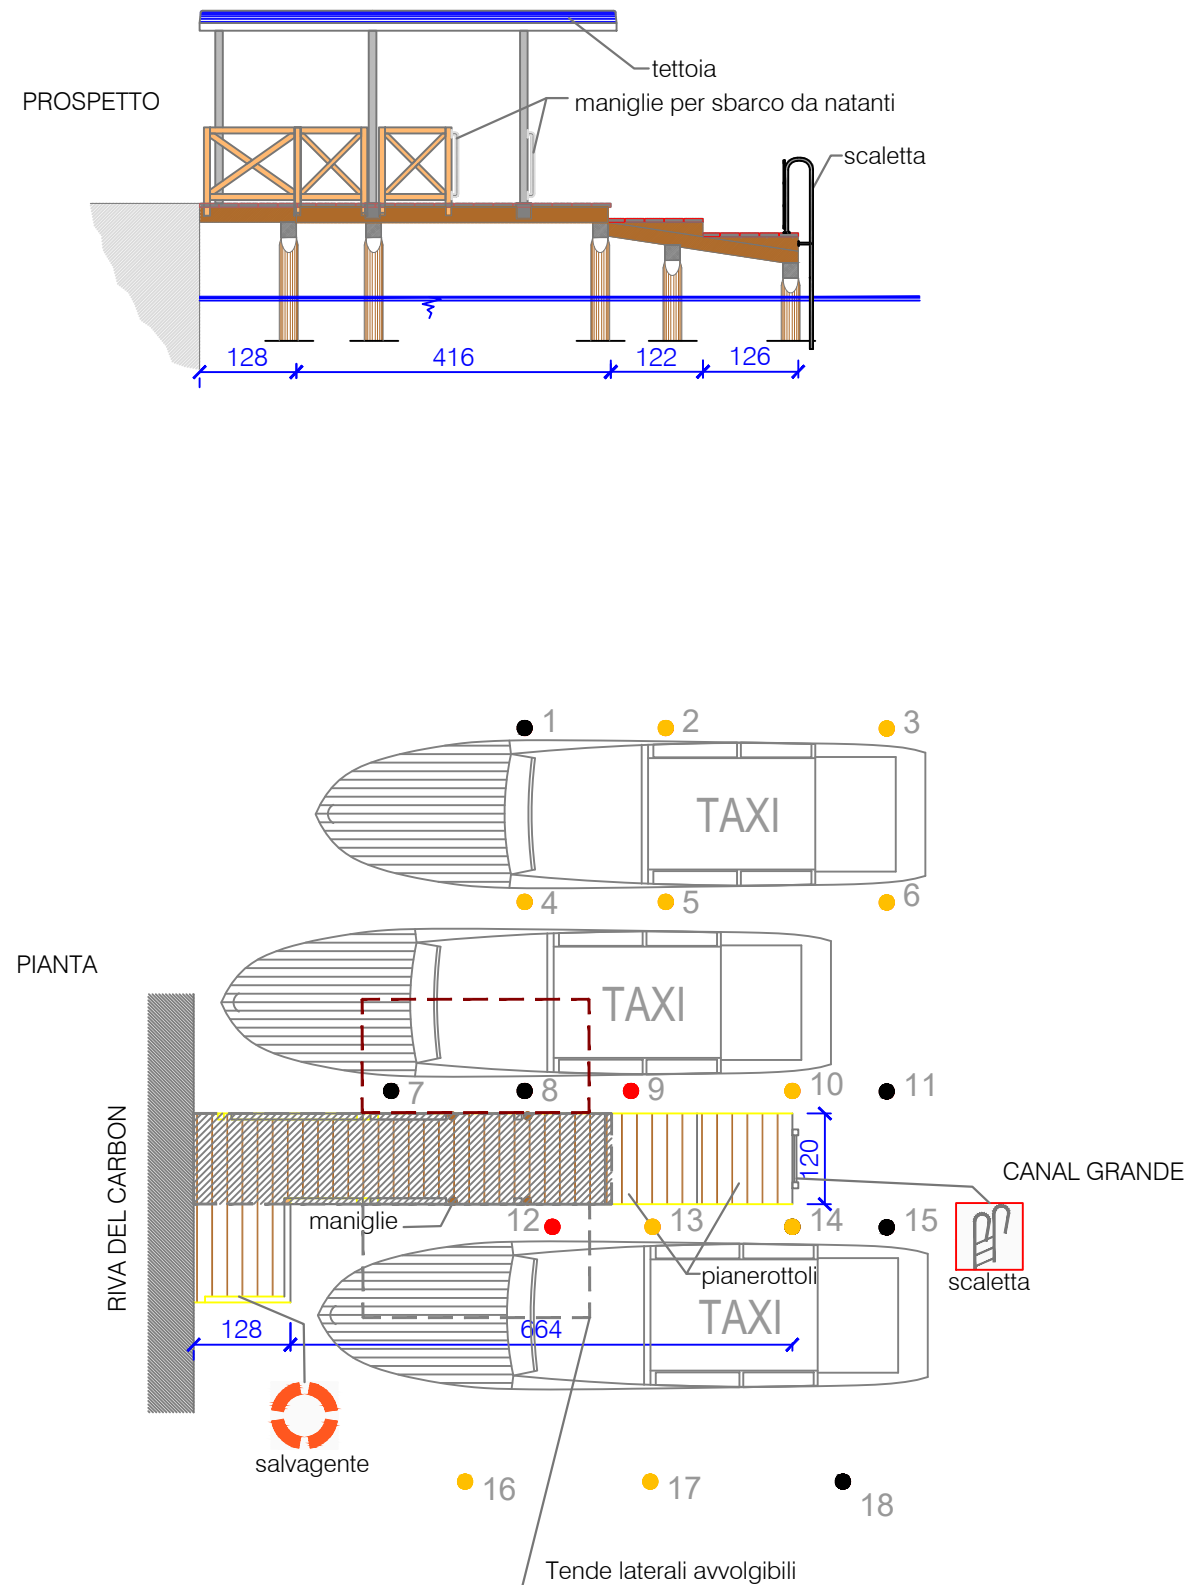 tettoia
PROSPETTO
maniglie per sbarco da natanti
scaletta
128
416
122
126
1
2
3
TAXI
4
5
6
PIANTA
TAXI
7
8
9
10
11
RIVA DEL CARBON
120
CANAL GRANDE
maniglie
12
13
14
15
pianerottoli
scaletta
TAXI
128
664
salvagente
16
17
18
Tende laterali avvolgibili